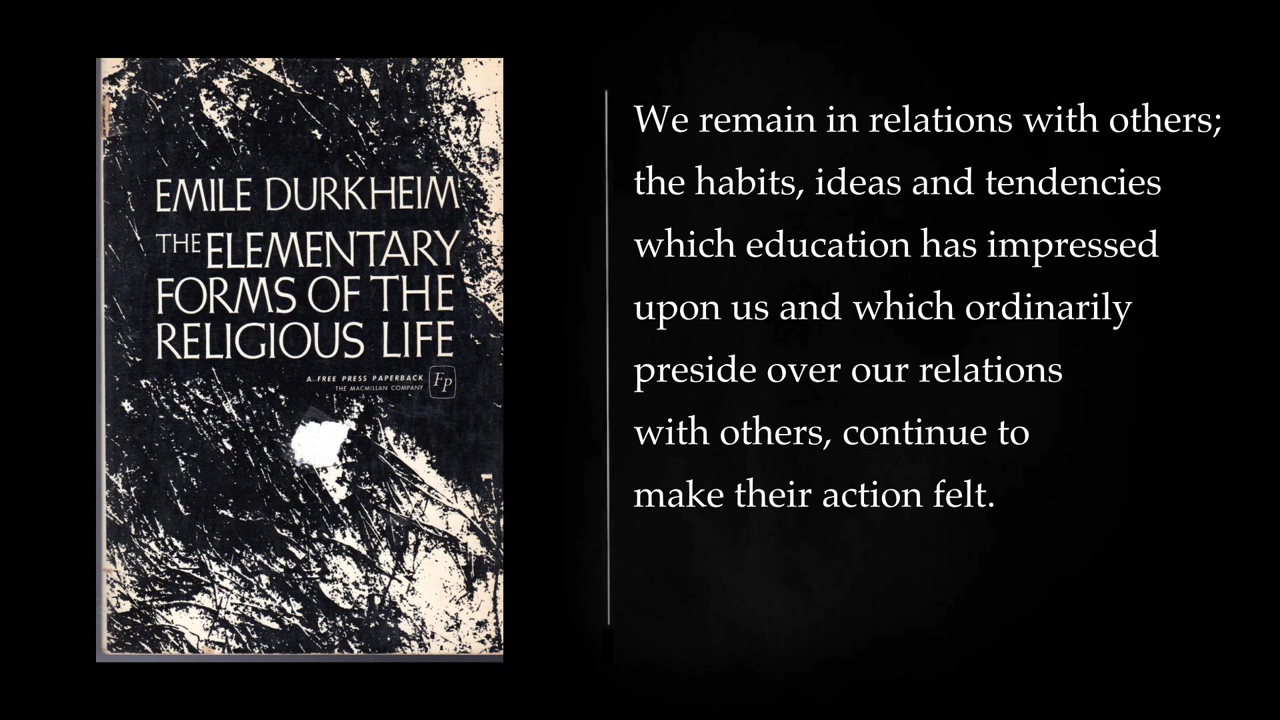 EMILE DURKHEIM
THE ELEMENTARY
FORMS OF THE
RELIGIOUS LIFE
A FREE PRESS PAPERBACK
THE MACMILLAN COMPANY
FP
We remain in relations with others;
the habits, ideas and tendencies
which education has impressed
upon us and which ordinarily
preside over our relations
with others, continue to
make their action felt.